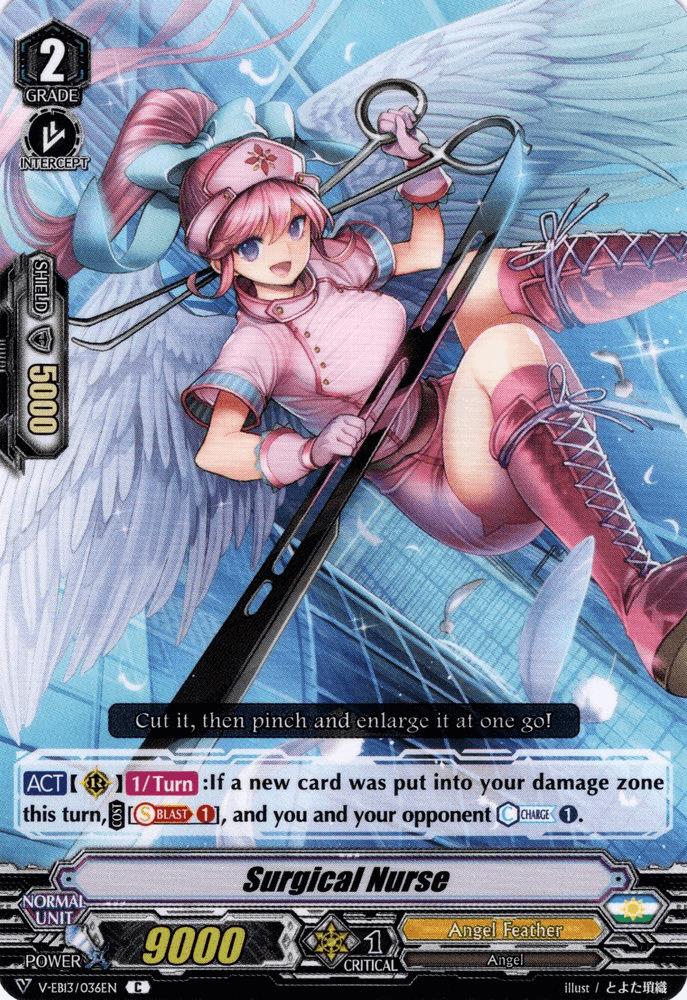 2
GRADE
INTERCEPT
SHIELD
5000
Cut it, then pinch and enlarge it at one go!
ACT【R】1/Turn :If a new card was put into your damage zone
this turn, COST [S BLAST 1], and you and your opponent C CHARGE 1.
Surgical Nurse
NORMAL
UNIT
POWER
9000
1
CRITICAL
Angel Feather
Angel
V-EB13/036EN C
illust / とよた瑣織